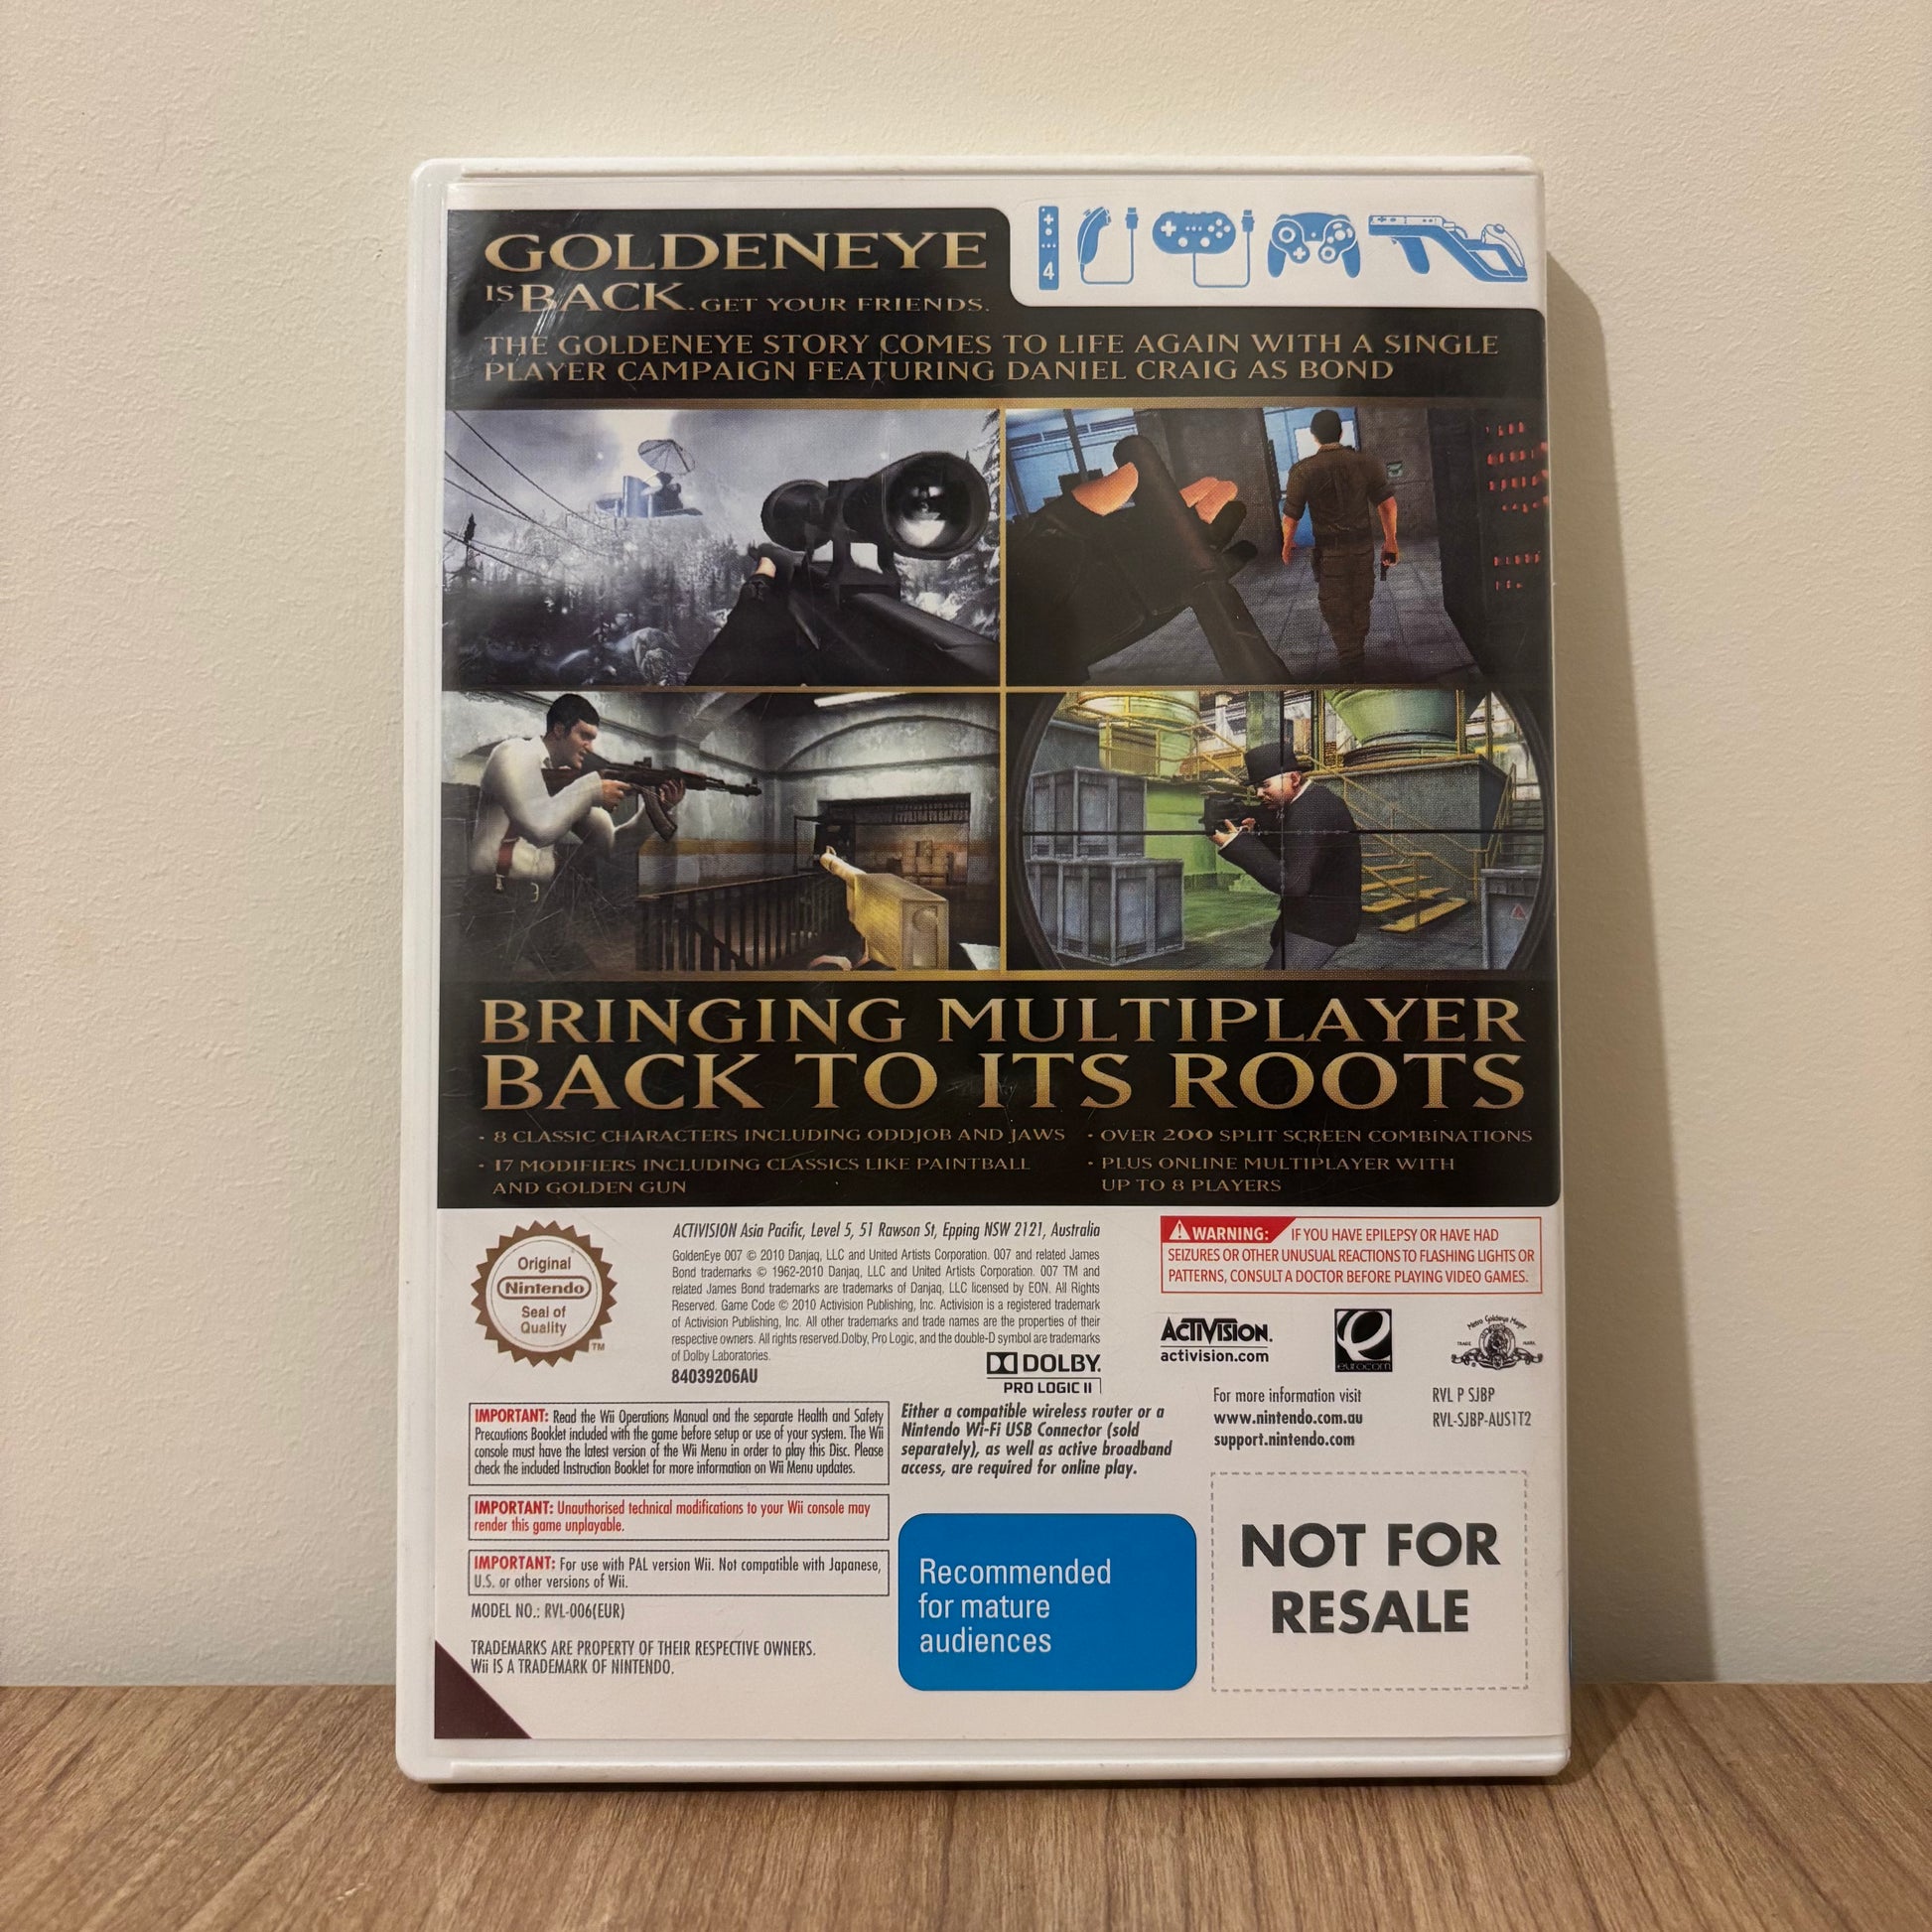 GOLDENEYE
IS BACK. GET YOUR FRIENDS.
4
THE GOLDENEYE STORY COMES TO LIFE AGAIN WITH A SINGLE
PLAYER CAMPAIGN FEATURING DANIEL CRAIG AS BOND
BRINGING MULTIPLAYER
BACK TO ITS ROOTS
• 8 CLASSIC CHARACTERS INCLUDING ODDJOB AND JAWS
• 17 MODIFIERS INCLUDING CLASSICS LIKE PAINTBALL
AND GOLDEN GUN
• OVER 200 SPLIT SCREEN COMBINATIONS
• PLUS ONLINE MULTIPLAYER WITH
UP TO 8 PLAYERS
Original
Nintendo
Seal of
Quality
TM
ACTIVISION Asia Pacific, Level 5, 51 Rawson St, Epping NSW 2121, Australia
GoldenEye 007 © 2010 Danjaq, LLC and United Artists Corporation. 007 and related James
Bond trademarks © 1962-2010 Danjaq, LLC and United Artists Corporation. 007 TM and
related James Bond trademarks are trademarks of Danjaq, LLC licensed by EON. All Rights
Reserved. Game Code © 2010 Activision Publishing, Inc. Activision is a registered trademark
of Activision Publishing, Inc. All other trademarks and trade names are the properties of their
respective owners. All rights reserved.Dolby, Pro Logic, and the double-D symbol are trademarks
of Dolby Laboratories.
84039206AU
DOLBY.
PRO LOGIC II
WARNING: IF YOU HAVE EPILEPSY OR HAVE HAD
SEIZURES OR OTHER UNUSUAL REACTIONS TO FLASHING LIGHTS OR
PATTERNS, CONSULT A DOCTOR BEFORE PLAYING VIDEO GAMES.
ACTIVISION.
activision.com
eurocom
Metro Goldwyn Mayer
TRADE MARK
For more information visit
www.nintendo.com.au
support.nintendo.com
RVL P SJBP
RVL-SJBP-AUS1T2
IMPORTANT: Read the Wii Operations Manual and the separate Health and Safety
Precautions Booklet included with the game before setup or use of your system. The Wii
console must have the latest version of the Wii Menu in order to play this Disc. Please
check the included Instruction Booklet for more information on Wii Menu updates.
Either a compatible wireless router or a
Nintendo Wi-Fi USB Connector (sold
separately), as well as active broadband
access, are required for online play.
IMPORTANT: Unauthorised technical modifications to your Wii console may
render this game unplayable.
IMPORTANT: For use with PAL version Wii. Not compatible with Japanese,
U.S. or other versions of Wii.
MODEL NO.: RVL-006(EUR)
TRADEMARKS ARE PROPERTY OF THEIR RESPECTIVE OWNERS.
Wii IS A TRADEMARK OF NINTENDO.
Recommended
for mature
audiences
NOT FOR
RESALE